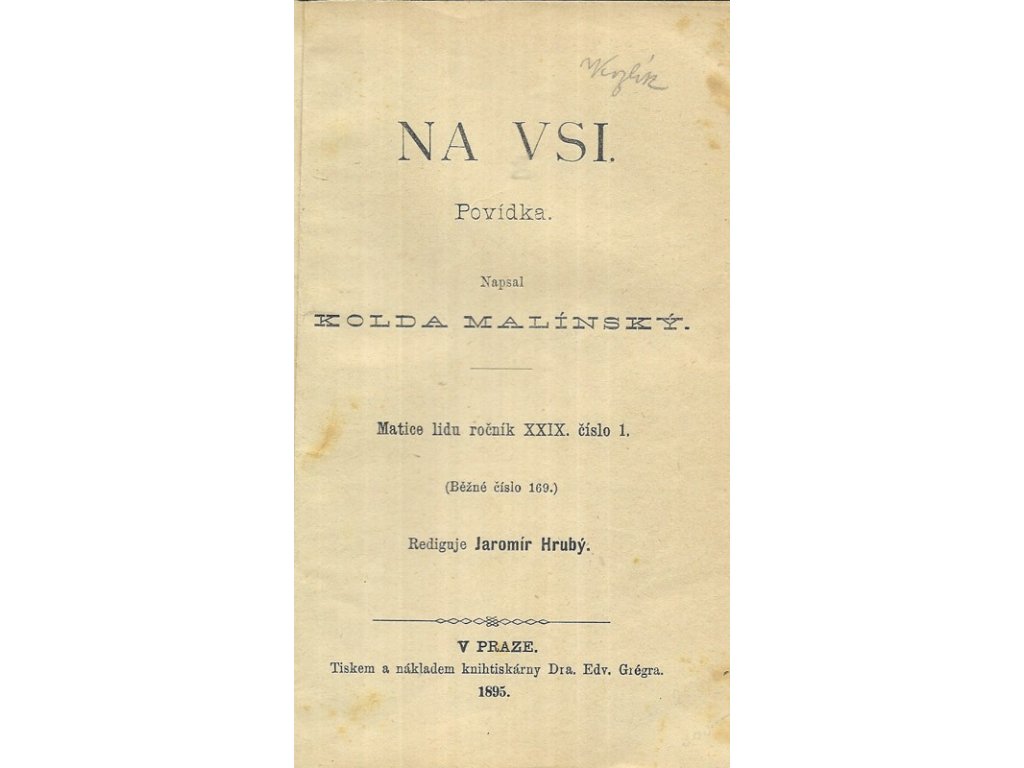 NA VSI.
Povídka.
Napsal
KOLDA MALÍNSKÝ.
Matice lidu ročník XXIX. číslo 1.
(Běžné číslo 169.)
Rediguje Jaromír Hrubý.
V PRAZE.
Tiskem a nákladem knihtiskárny Dra. Edv. Grégra.
1895.